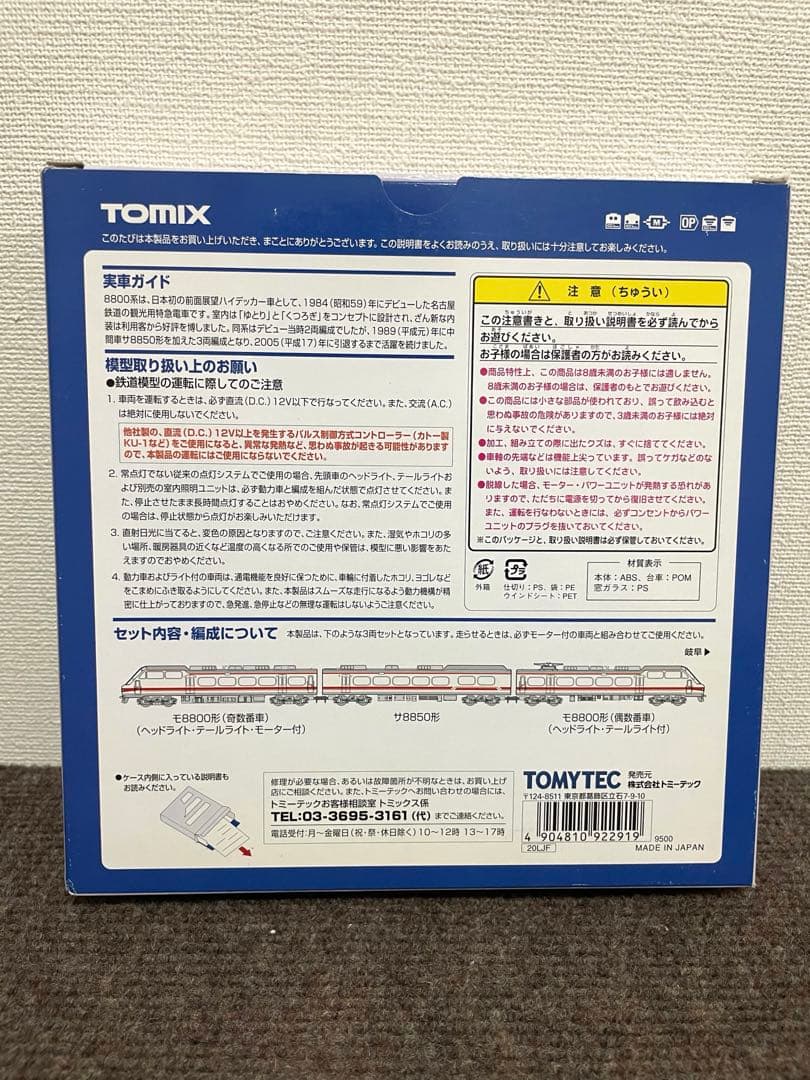 TOMIX
M OP
このたびは本製品をお買い上げいただき、まことにありがとうございます。この説明書をよくお読みのうえ、取り扱いには十分注意してお楽しみください。
実車ガイド
8800系は、日本初の前面展望ハイデッカー車として、1984(昭和59)年にデビューした名古屋
鉄道の観光用特急電車です。室内は「ゆとり」と「くつろぎ」をコンセプトに設計され、ざん新な内
装は利用客から好評を博しました。同系はデビュー当時2両編成でしたが、1989(平成元)年に中
間車サ8850形を加えた3両編成となり、2005(平成17)年に引退するまで活躍を続けました。
模型取り扱い上のお願い
●鉄道模型の運転に際してのご注意
1. 車両を運転するときは、必ず直流(D.C.)12V以下で行なってください。また、交流(A.C.)
は絶対に使用しないでください。
他社製の、直流(D.C.)12V以上を発生するパルス制御方式コントローラー(カトー製
KU-1など)をご使用になると、異常な発熱など、思わぬ事故が起きる可能性がありますの
で、本製品の運転にはご使用にならないでください。
2. 常点灯でない従来の点灯システムでご使用の場合、先頭車のヘッドライト、テールライトお
よび別売の室内照明ユニットは、必ず動力車と編成を組んだ状態で点灯させてください。ま
た、停止させたまま長時間点灯することはおやめください。なお、常点灯システムでご使用
の場合は、停止状態から点灯がお楽しみいただけます。
3. 直射日光に当てると、変色の原因となりますので、ご注意ください。また、湿気やホコリの多
い場所、暖房器具の近くなど温度の高くなる所でのご使用や保管は、模型に悪い影響をあた
えますのでおやめください。
4. 動力車およびライト付の車両は、通電機能を良好に保つために、車輪に付着したホコリ、ヨゴレなど
をこまめにふき取るようにしてください。また、本製品はスムーズな走行になるよう動力機構が精
密に仕上がっておりますので、急発進、急停止などの無理な運転はしないようご注意ください。
注意(ちゅうい)
この注意書きと、取り扱い説明書を必ず読んでから
お遊びください。
お子様の場合は保護者の方がお読みください。
●商品特性上、この商品は8歳未満のお子様には適しません。
8歳未満のお子様の場合は、保護者のもとでお遊びください。
●この商品には小さな部品が使われており、誤って飲み込むと
思わぬ事故の危険がありますので、3歳未満のお子様には絶対
に与えないでください。
●加工、組み立ての際に出たクズは、すぐに捨ててください。
●車輪の先端などは機能上尖っています。誤ってケガなどのな
いよう、取り扱いには注意してください。
●脱線した場合、モーター・パワーユニットが発熱する恐れがあ
りますので、ただちに電源を切ってから復旧させてください。
また、運転を行なわないときには、必ずコンセントからパワー
ユニットのプラグを抜いておいてください。
※このパッケージと、取り扱い説明書は必ず保管しておいてください。
紙
外箱
プラ
仕切り:PS、袋:PE
ウインドシート:PET
材質表示
本体:ABS、台車:POM
窓ガラス:PS
セット内容・編成について 本製品は、下のような3両セットとなっています。走らせるときは、必ずモーター付の車両と組み合わせてください。
岐阜▶
モ8800形(奇数番車)
(ヘッドライト・テールライト・モーター付)
サ8850形
モ8800形(偶数番車)
(ヘッドライト・テールライト付)
●ケース内側に入っている説明書も
お読みください。
修理が必要な場合、あるいは故障箇所が不明なときは、お買い上げ
店にご相談ください。また、トミーテックへお問い合わせの場合には、
トミーテックお客様相談室 トミックス係
TEL:03-3695-3161(代)までご連絡ください。
電話受付:月~金曜日(祝・祭・休日除く)10~12時 13~17時
TOMYTEC 発売元 株式会社トミーテック
〒124-8511 東京都葛飾区立石7-9-10
4 904810 922919
9500
20LJF
MADE IN JAPAN